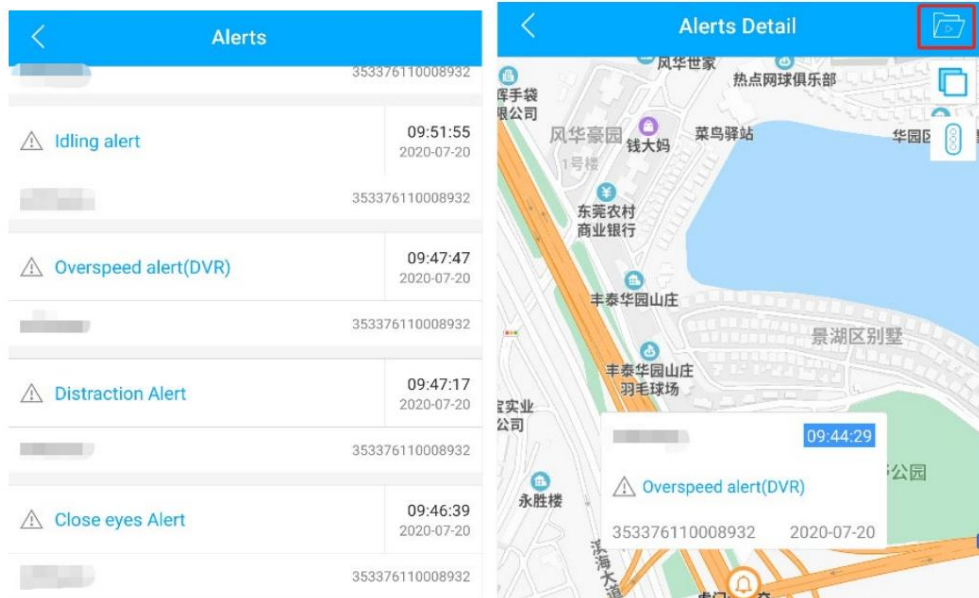 Alerts
353376110008932
Idling alert
09:51:55
2020-07-20
353376110008932
Overspeed alert(DVR)
09:47:47
2020-07-20
353376110008932
Distraction Alert
09:47:17
2020-07-20
353376110008932
Close eyes Alert
09:46:39
2020-07-20
353376110008932
Alerts Detail
风华世家
热点网球俱乐部
限公司
风华豪园
钱大妈
菜鸟驿站
华园
1号楼
东莞农村
商业银行
丰泰华园山庄
景湖区别墅
丰泰华园山庄
羽毛球场
宝实业
公司
09:44:29
Overspeed alert(DVR)
公园
353376110008932
2020-07-20
永胜楼
滨海大道